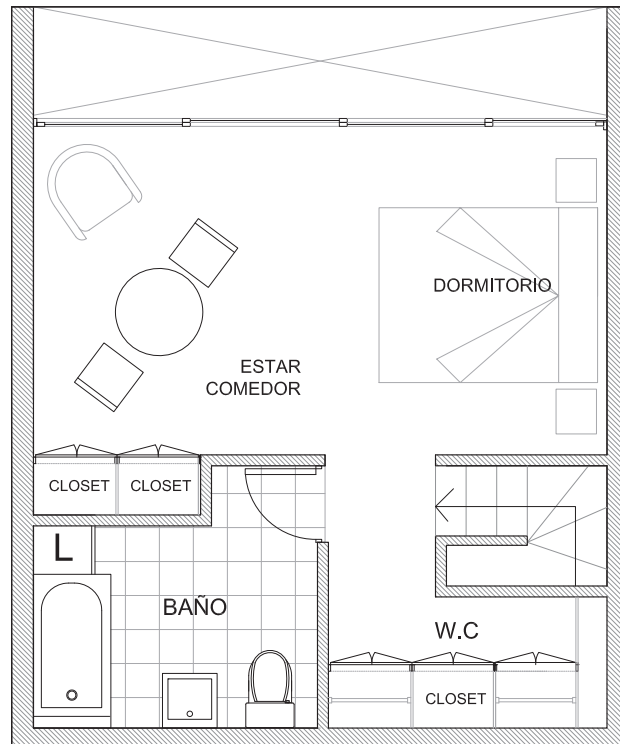 DORMITORIO
ESTAR
COMEDOR
CLOSET CLOSET
L
BAÑO
W.C
CLOSET